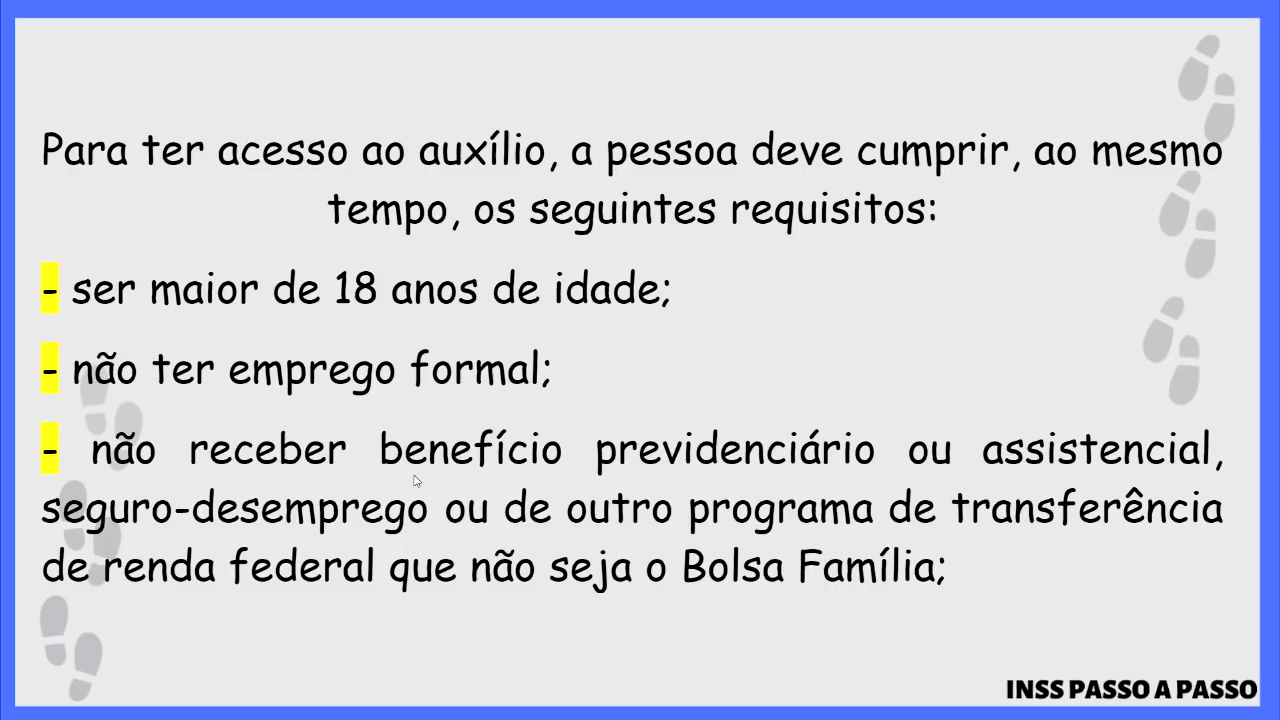 Para ter acesso ao auxílio, a pessoa deve cumprir, ao mesmo
tempo, os seguintes requisitos:
- ser maior de 18 anos de idade;
- não ter emprego formal;
- não receber benefício previdenciário ou assistencial,
seguro-desemprego ou de outro programa de transferência
de renda federal que não seja o Bolsa Família;
INSS PASSO A PASSO